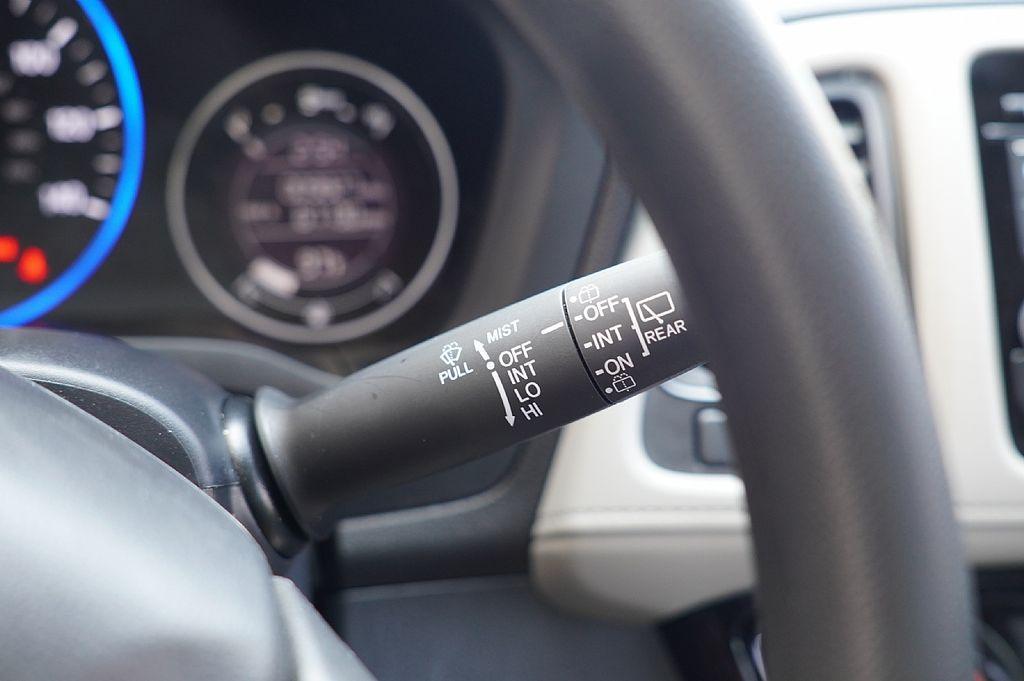 MIST
PULL
OFF
INT
LO
HI
OFF
INT
ON
REAR